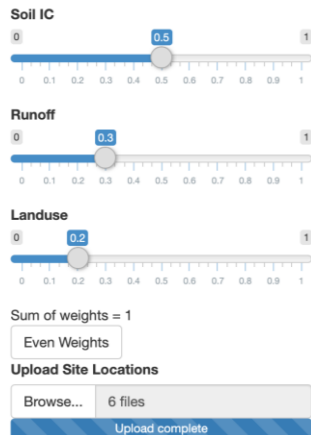 Soil IC
0 0.5 1
0 0.1 0.2 0.3 0.4 0.5 0.6 0.7 0.8 0.9 1
Runoff
0 0.3 1
0 0.1 0.2 0.3 0.4 0.5 0.6 0.7 0.8 0.9 1
Landuse
0 0.2 1
0 0.1 0.2 0.3 0.4 0.5 0.6 0.7 0.8 0.9 1
Sum of weights = 1
Even Weights
Upload Site Locations
Browse... 6 files
Upload complete